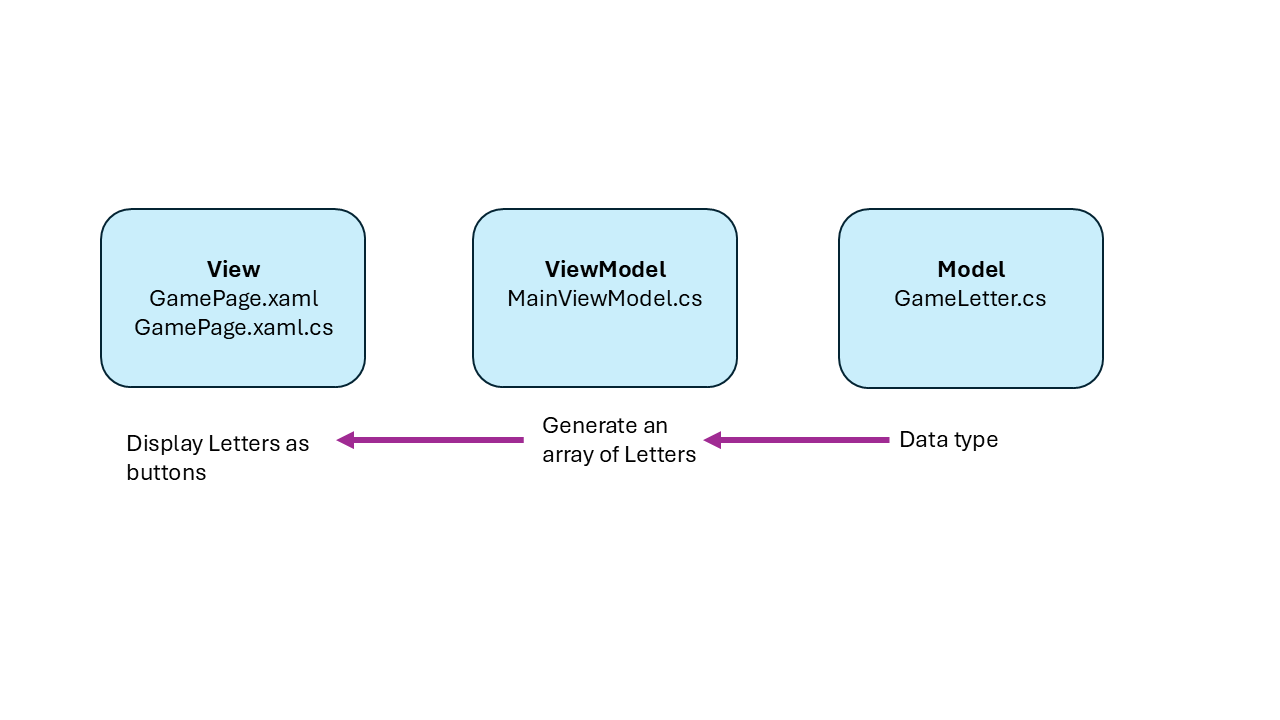 View
GamePage.xaml
GamePage.xaml.cs
ViewModel
MainViewModel.cs
Model
GameLetter.cs
Display Letters as
buttons
Generate an
array of Letters
Data type